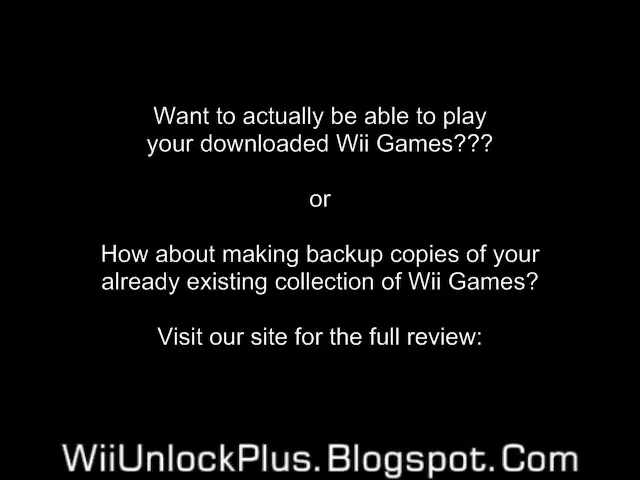 Want to actually be able to play
your downloaded Wii Games???
or
How about making backup copies of your
already existing collection of Wii Games?
Visit our site for the full review:
WiiUnlockPlus.Blogspot.Com